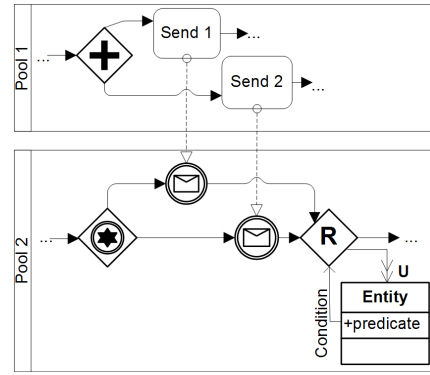 Pool 1
...
Send 1
...
Send 2
...
Pool 2
...
R
...
U
Condition
Entity
+predicate